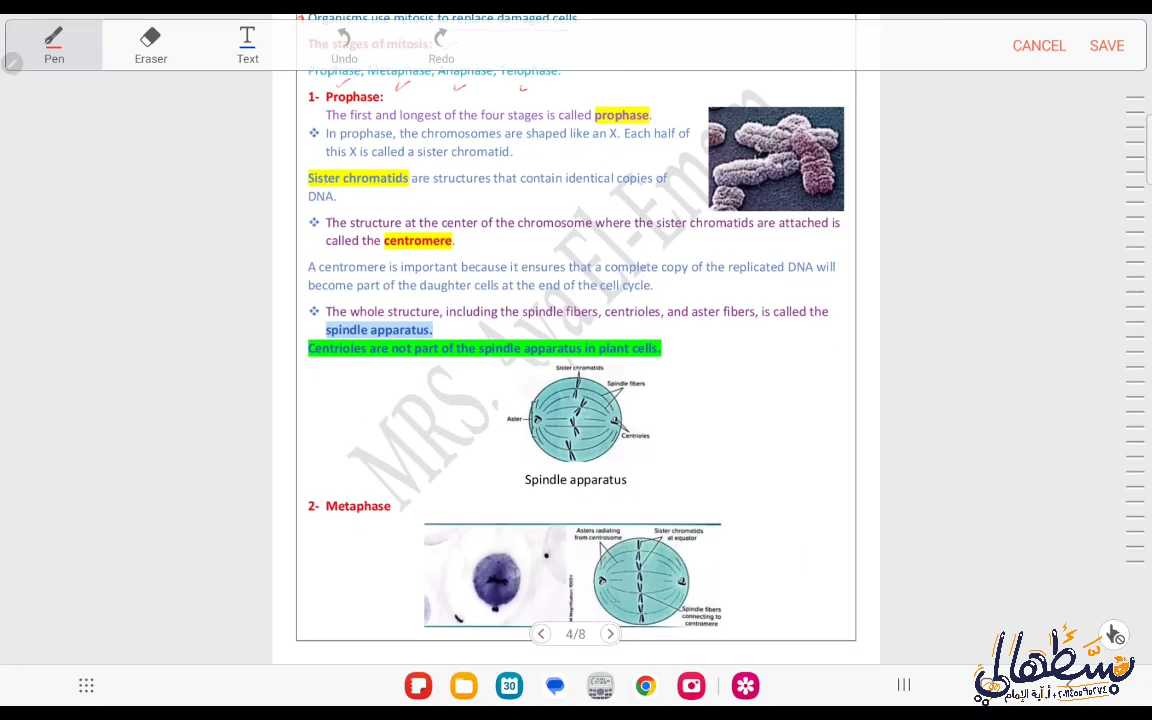 Organisms use mitosis to replace damaged cells
Pen
Eraser
Text
Undo
Redo
CANCEL
SAVE
The stages of mitosis:
Prophase, Metaphase, Anaphase, Telophase.
1- Prophase:
The first and longest of the four stages is called prophase.
❖ In prophase, the chromosomes are shaped like an X. Each half of
this X is called a sister chromatid.
Sister chromatids are structures that contain identical copies of
DNA.
❖ The structure at the center of the chromosome where the sister chromatids are attached is
called the centromere.
A centromere is important because it ensures that a complete copy of the replicated DNA will
become part of the daughter cells at the end of the cell cycle.
❖ The whole structure, including the spindle fibers, centrioles, and aster fibers, is called the
spindle apparatus.
Centrioles are not part of the spindle apparatus in plant cells.
Sister chromatids
Spindle fibers
Aster
Centrioles
Spindle apparatus
2- Metaphase
Asters radiating
from centrosome
Sister chromatids
at equator
Spindle fibers
connecting to
centromere
4/8
30
MRS. Aya El-Emam
سطهالي
أ. آية الإمام